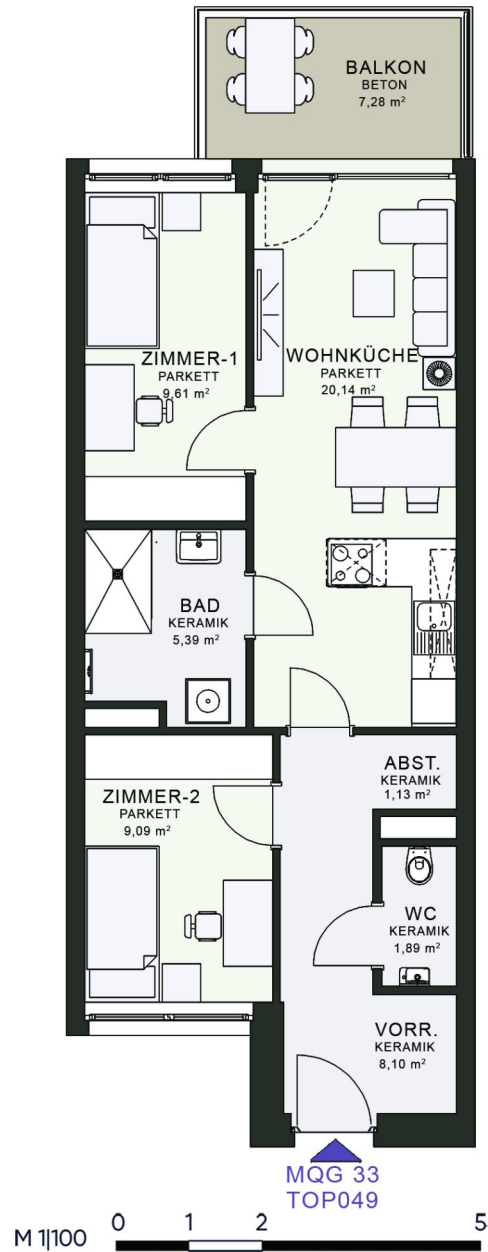 BALKON
BETON
7,28 m²
ZIMMER-1
PARKETT
9,61 m²
WOHNKÜCHE
PARKETT
20,14 m²
BAD
KERAMIK
5,39 m²
ABST.
KERAMIK
1,13 m²
ZIMMER-2
PARKETT
9,09 m²
WC
KERAMIK
1,89 m²
VORR.
KERAMIK
8,10 m²
MQG 33
TOP049
M 1|100 0 1 2 5